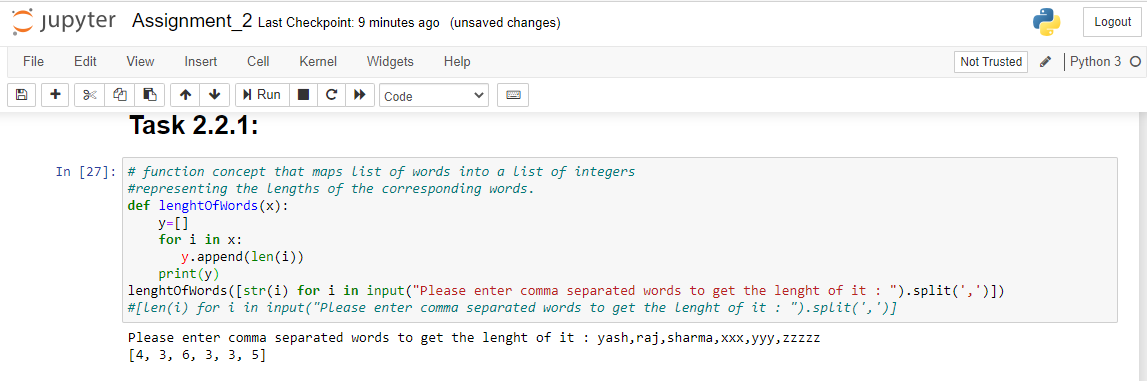 jupyter Assignment_2 Last Checkpoint: 9 minutes ago (unsaved changes) Logout
File Edit View Insert Cell Kernel Widgets Help Not Trusted Python 3
Run Code
Task 2.2.1:
In [27]: # function concept that maps list of words into a list of integers
#representing the lengths of the corresponding words.
def lenghtOfWords(x):
    y=[]
    for i in x:
       y.append(len(i))
    print(y)
lenghtOfWords([str(i) for i in input("Please enter comma separated words to get the lenght of it : ").split(',')])
#[len(i) for i in input("Please enter comma separated words to get the lenght of it : ").split(',')]
Please enter comma separated words to get the lenght of it : yash,raj,sharma,xxx,yyy,zzzzz
[4, 3, 6, 3, 3, 5]